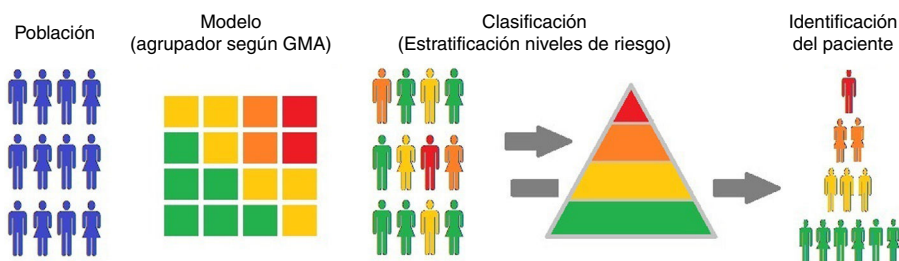 Población
Modelo
(agrupador según GMA)
Clasificación
(Estratificación niveles de riesgo)
Identificación
del paciente